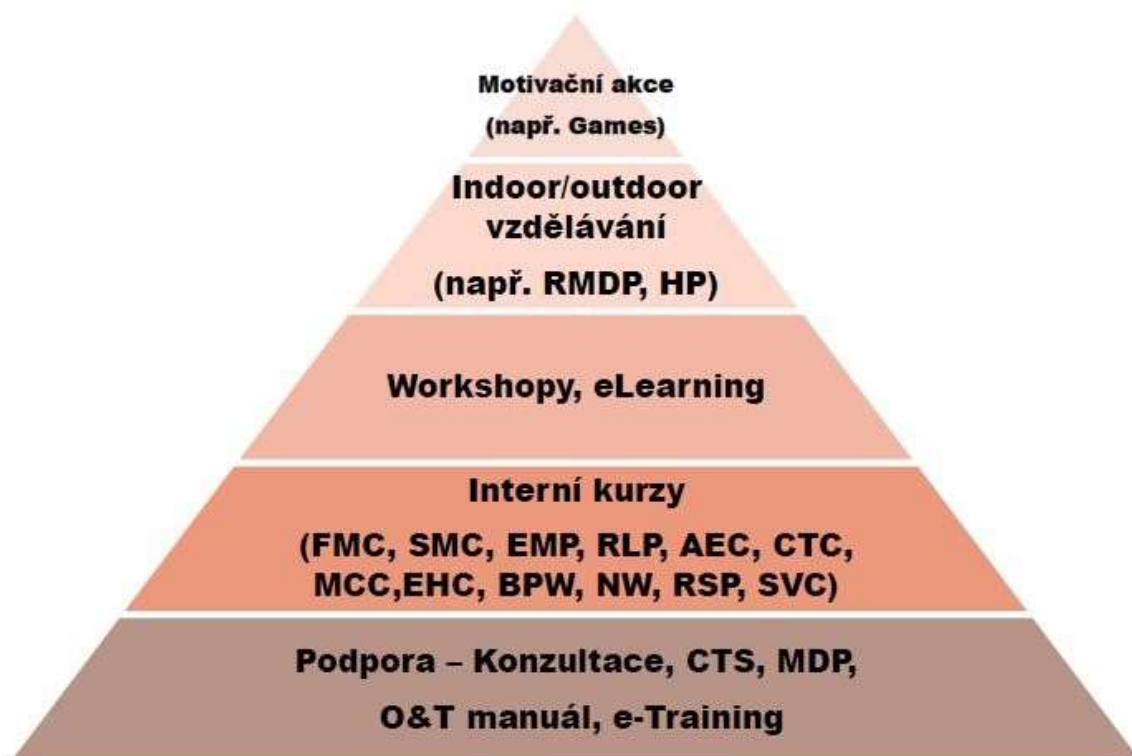 Motivační akce
(např. Games)
Indoor/outdoor
vzdělávání
(např. RMDP, HP)
Workshopy, eLearning
Interní kurzy
(FMC, SMC, EMP, RLP, AEC, CTC,
MCC,EHC, BPW, NW, RSP, SVC)
Podpora – Konzultace, CTS, MDP,
O&T manuál, e-Training